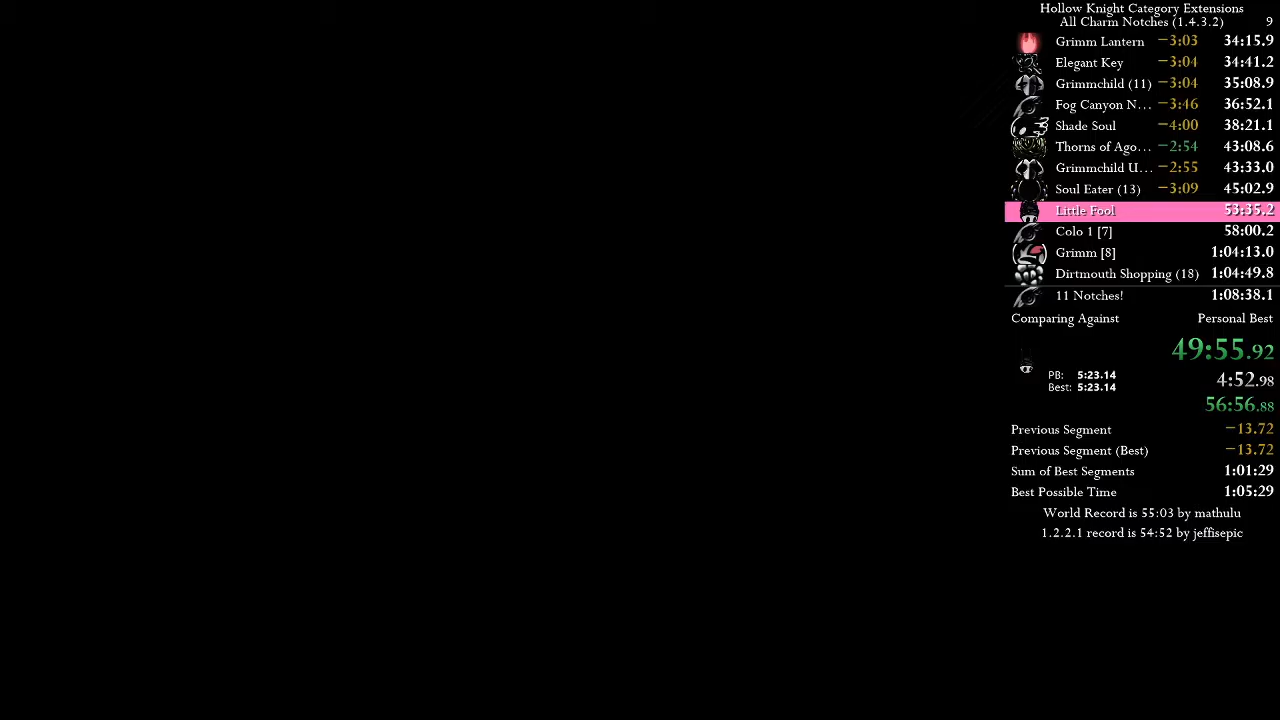 Hollow Knight Category Extensions
All Charm Notches (1.4.3.2) 9
Grimm Lantern −3:03 34:15.9
Elegant Key −3:04 34:41.2
Grimmchild (11) −3:04 35:08.9
Fog Canyon N... −3:46 36:52.1
Shade Soul −4:00 38:21.1
Thorns of Ago... −2:54 43:08.6
Grimmchild U... −2:55 43:33.0
Soul Eater (13) −3:09 45:02.9
Little Fool 53:35.2
Colo 1 [7] 58:00.2
Grimm [8] 1:04:13.0
Dirtmouth Shopping (18) 1:04:49.8
11 Notches! 1:08:38.1
Comparing Against Personal Best
49:55.92
PB: 5:23.14 4:52.98
Best: 5:23.14
56:56.88
Previous Segment −13.72
Previous Segment (Best) −13.72
Sum of Best Segments 1:01:29
Best Possible Time 1:05:29
World Record is 55:03 by mathulu
1.2.2.1 record is 54:52 by jeffisepic